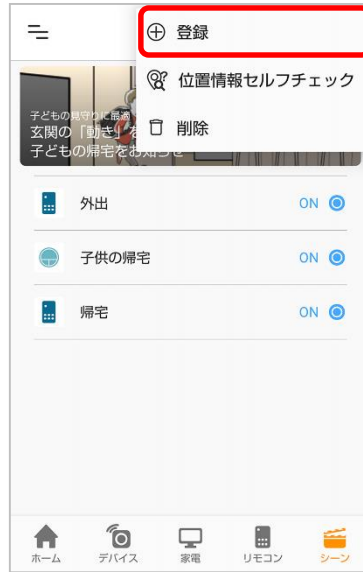 登録
位置情報セルフチェック
削除
子どもの見守りに最適
玄関の「動き」を
子どもの帰宅をお知らせ
外出 ON
子供の帰宅 ON
帰宅 ON
ホーム デバイス 家電 リモコン シーン